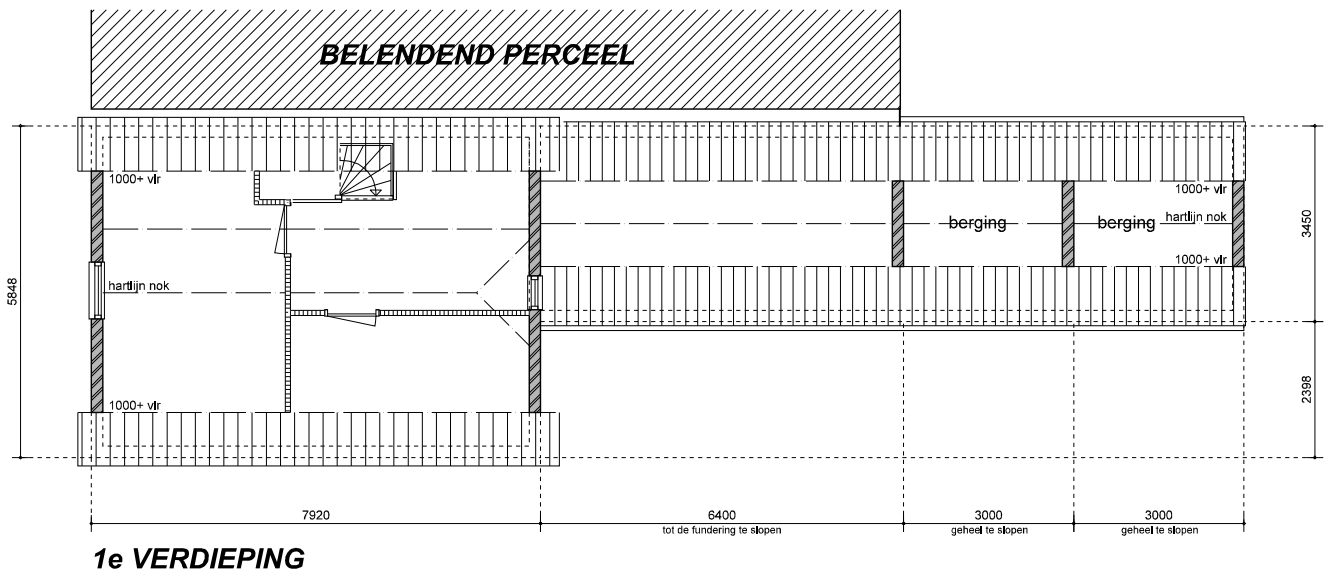 BELENDEND PERCEEL
1000+ vlr
1000+ vlr
berging
berging
hartlijn nok
3450
5848
hartlijn nok
1000+ vlr
1000+ vlr
2398
7920
6400
3000
3000
tot de fundering te slopen
geheel te slopen
geheel te slopen
1e VERDIEPING